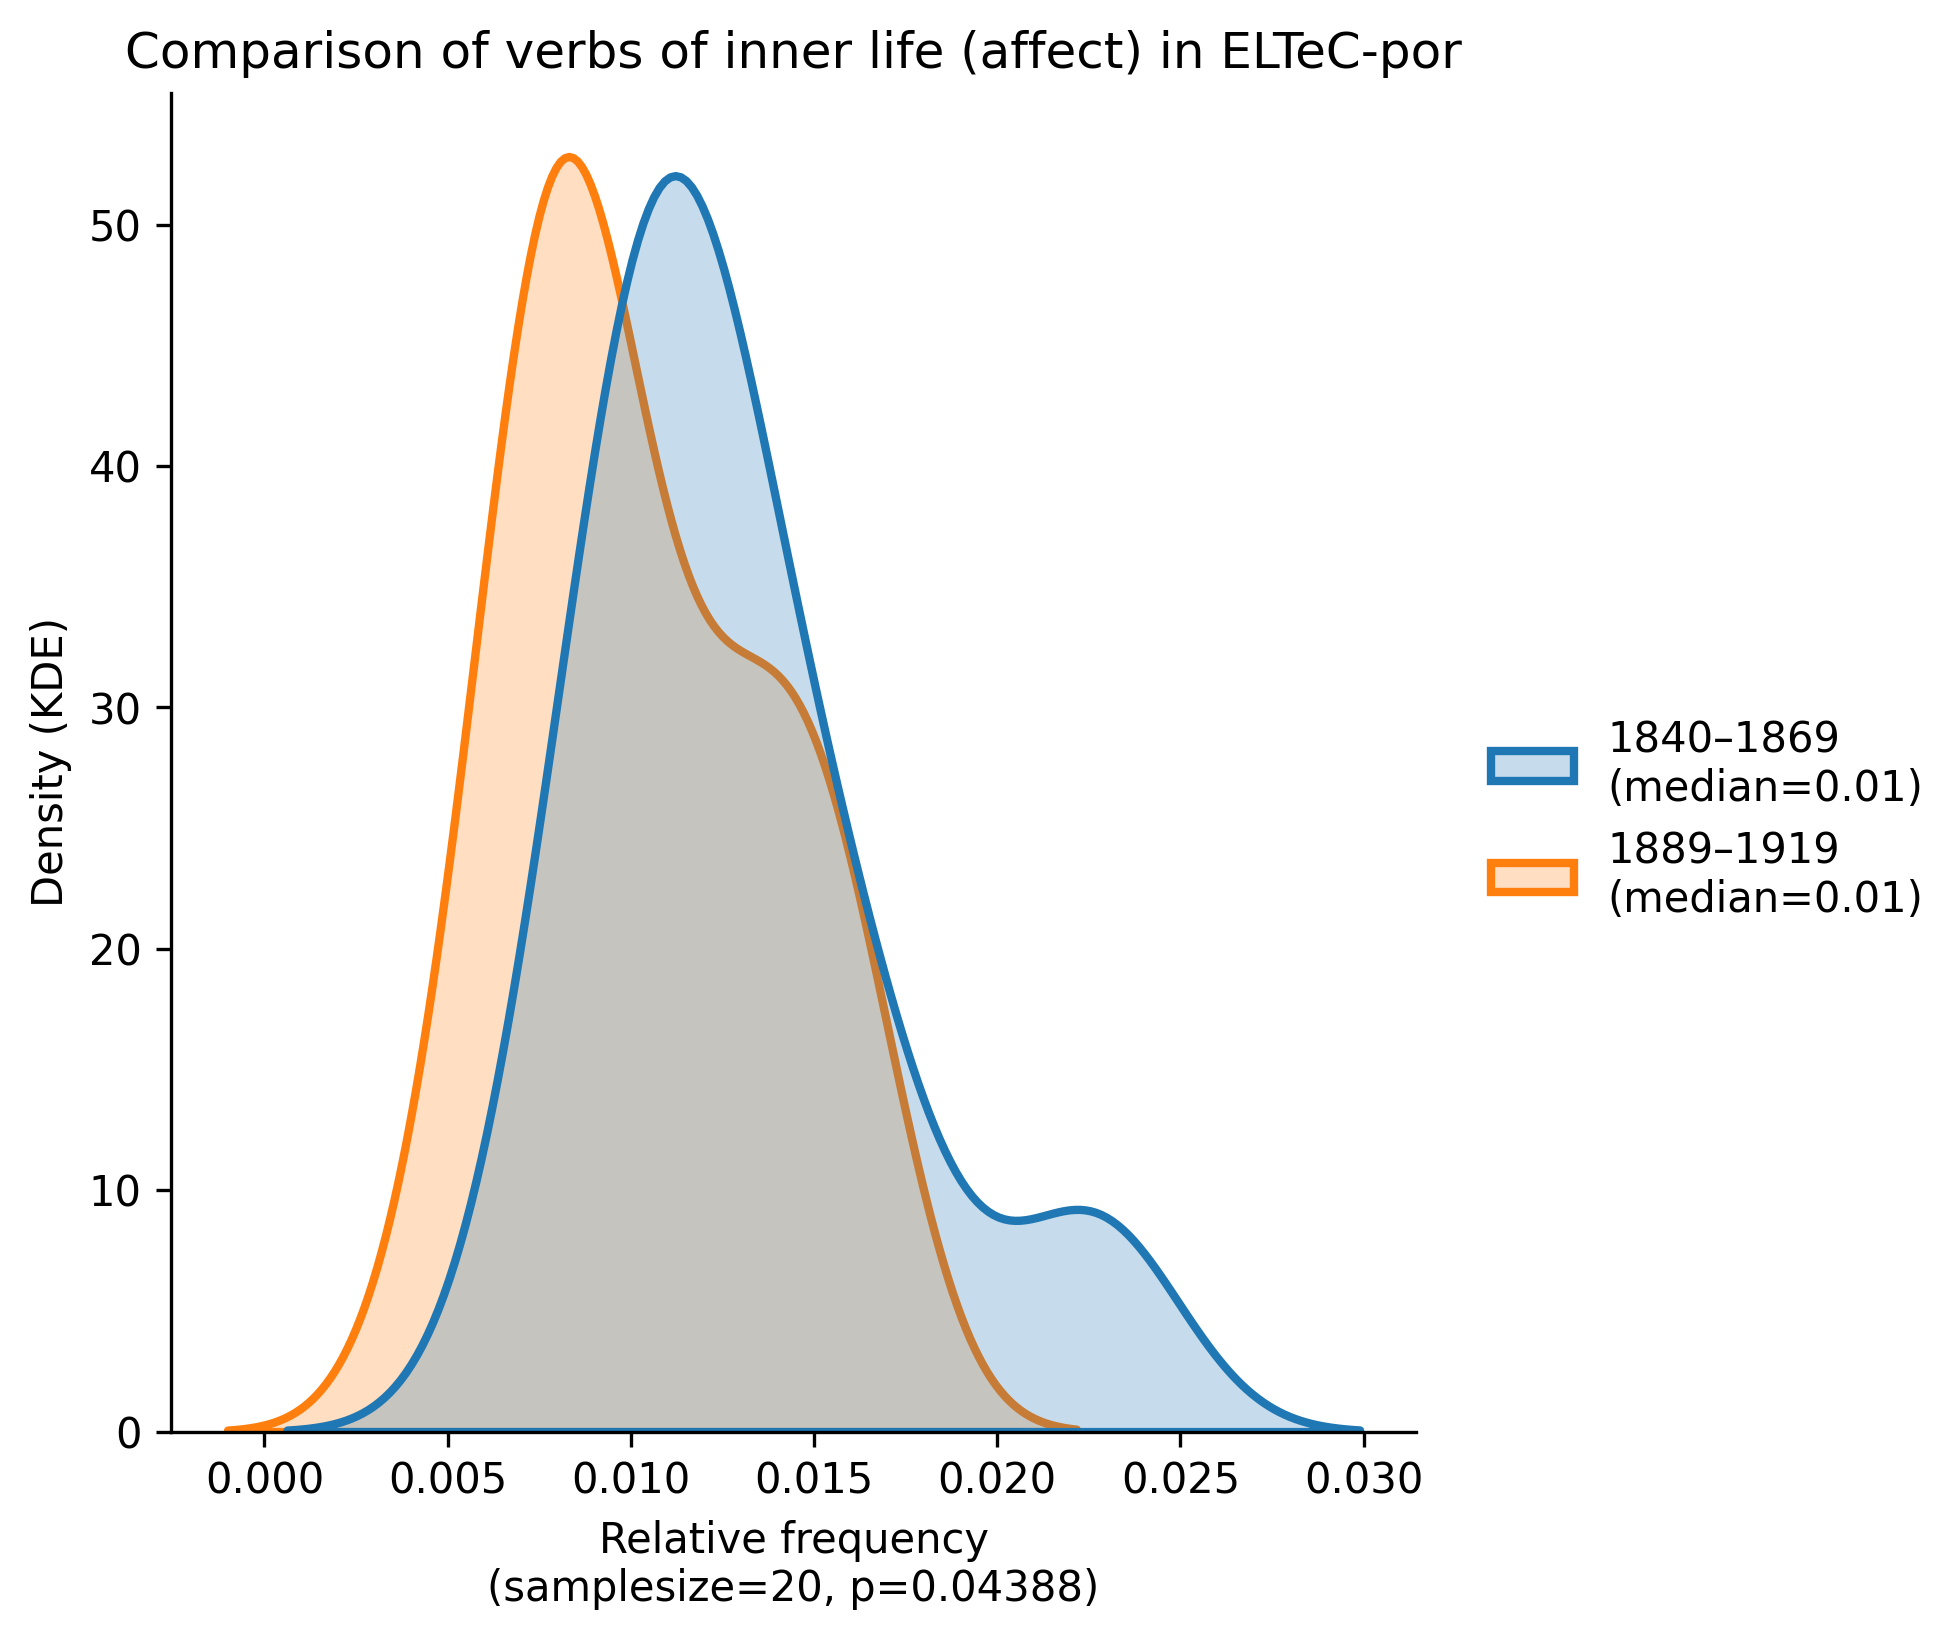 Comparison of verbs of inner life (affect) in ELTeC-por
Density (KDE)
50
40
30
20
10
0
0.000 0.005 0.010 0.015 0.020 0.025 0.030
Relative frequency
(samplesize=20, p=0.04388)
1840–1869
(median=0.01)
1889–1919
(median=0.01)